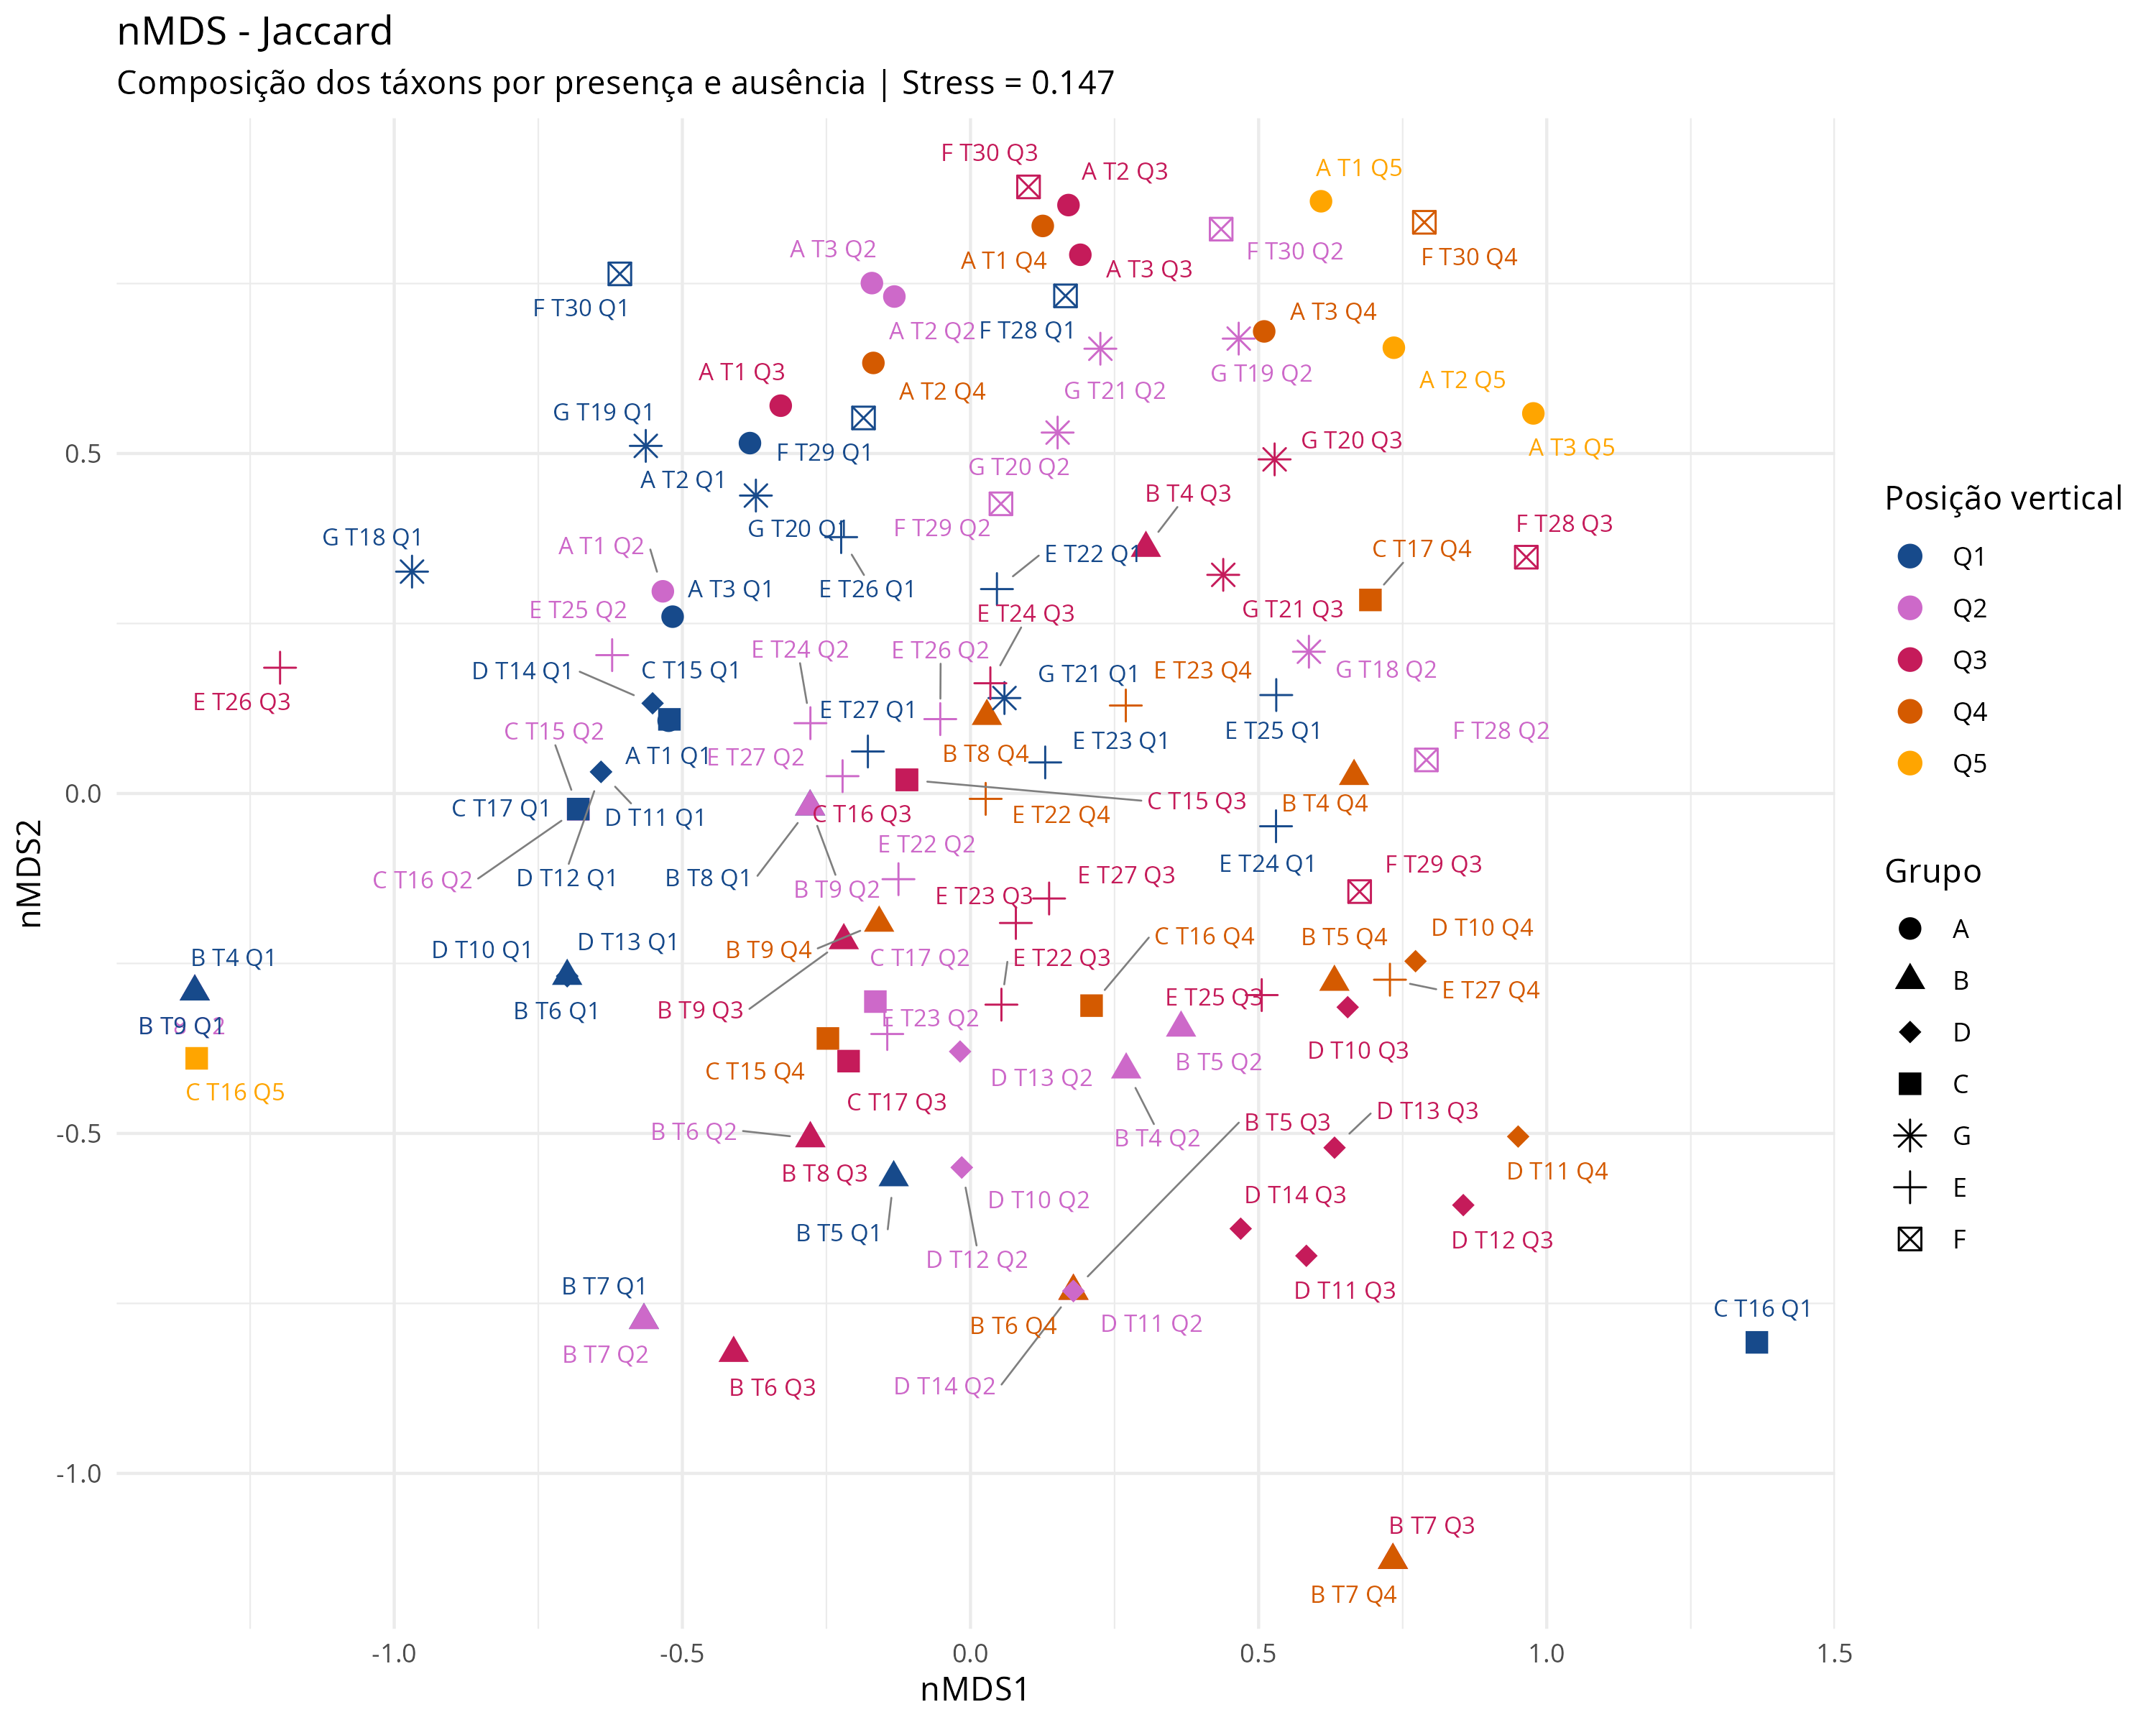 nMDS - Jaccard
Composição dos táxons por presença e ausência | Stress = 0.147
F T30 Q3
A T2 Q3
A T1 Q5
A T3 Q2
F T30 Q2
F T30 Q4
A T1 Q4
A T3 Q3
F T30 Q1
A T3 Q4
A T2 Q2
F T28 Q1
A T1 Q3
G T19 Q2
A T2 Q5
A T2 Q4
G T21 Q2
G T19 Q1
G T20 Q3
A T3 Q5
F T29 Q1
0.5
G T20 Q2
A T2 Q1
B T4 Q3
F T28 Q3
G T20 Q1
F T29 Q2
G T18 Q1
A T1 Q2
E T22 Q1
C T17 Q4
A T3 Q1
E T26 Q1
E T25 Q2
E T24 Q3
G T21 Q3
E T24 Q2
E T26 Q2
D T14 Q1
C T15 Q1
G T21 Q1
E T23 Q4
G T18 Q2
E T26 Q3
E T27 Q1
C T15 Q2
E T23 Q1
E T25 Q1
F T28 Q2
A T1 Q1
E T27 Q2
B T8 Q4
0.0
C T17 Q1
D T11 Q1
C T16 Q3
C T15 Q3
E T22 Q4
B T4 Q4
E T22 Q2
C T16 Q2
D T12 Q1
B T8 Q1
B T9 Q2
E T27 Q3
E T24 Q1
F T29 Q3
E T23 Q3
B T4 Q1
D T10 Q1
D T13 Q1
B T9 Q4
C T17 Q2
E T22 Q3
C T16 Q4
B T5 Q4
D T10 Q4
B T9 Q1
B T6 Q1
B T9 Q3
E T23 Q2
E T25 Q3
E T27 Q4
C T16 Q5
C T15 Q4
D T13 Q2
B T5 Q2
D T10 Q3
C T17 Q3
-0.5
B T6 Q2
B T4 Q2
B T5 Q3
D T13 Q3
B T8 Q3
D T11 Q4
B T5 Q1
D T10 Q2
D T14 Q3
D T12 Q3
D T12 Q2
B T7 Q1
D T11 Q3
B T7 Q2
B T6 Q4
D T11 Q2
C T16 Q1
B T6 Q3
D T14 Q2
-1.0
B T7 Q3
B T7 Q4
-1.0
-0.5
0.0
0.5
1.0
1.5
nMDS1
nMDS2
Posição vertical
Q1
Q2
Q3
Q4
Q5
Grupo
A
B
D
C
G
E
F